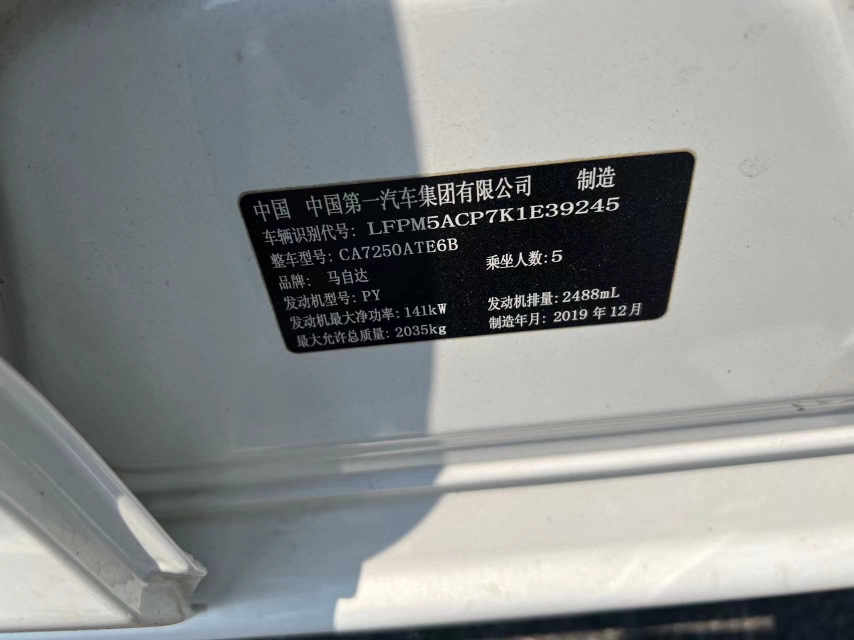 中国 中国第一汽车集团有限公司 制造
车辆识别代号: LFPM5ACP7K1E39245
整车型号: CA7250ATE6B
品牌: 马自达 乘坐人数: 5
发动机型号: PY
发动机最大净功率: 141kW 发动机排量: 2488mL
最大允许总质量: 2035kg 制造年月: 2019 年 12 月